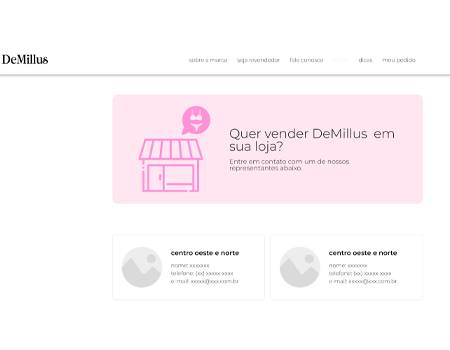 DeMillus
sobre a marca seja revendedor fale conosco dicas meu pedido
Quer vender DeMillus em
sua loja?
Entre em contato com um de nossos
representantes abaixo.
centro oeste e norte
nome: xxxxxxx
telefone: (xx) xxxxx-xxxx
e-mail: xxxxx@xxx.com.br
centro oeste e norte
nome: xxxxxxx
telefone: (xx) xxxxx-xxxx
e-mail: xxxxx@xxx.com.br